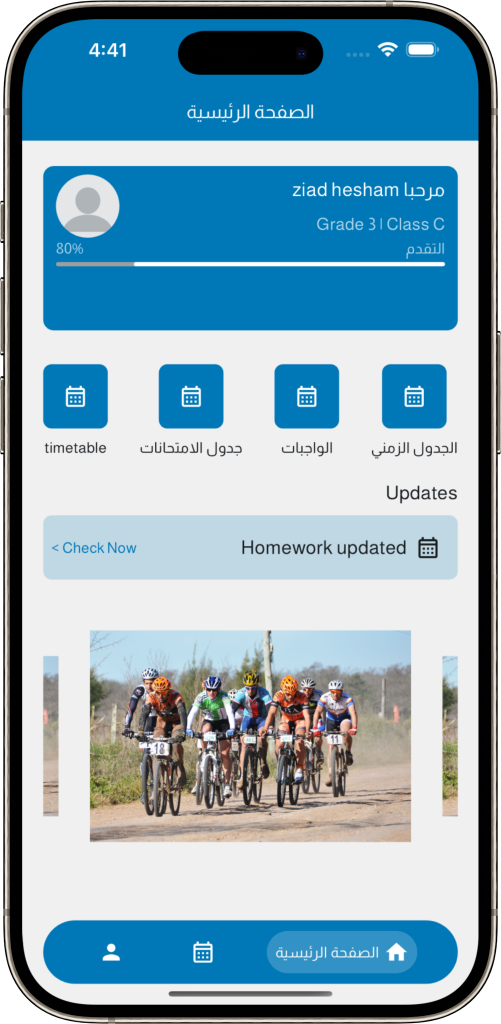 4:41
الصفحة الرئيسية
مرحبا ziad hesham
Grade 3 | Class C
التقدم
80%
الجدول الزمني
الواجبات
جدول الامتحانات
timetable
Updates
Homework updated
< Check Now
18
11
الصفحة الرئيسية